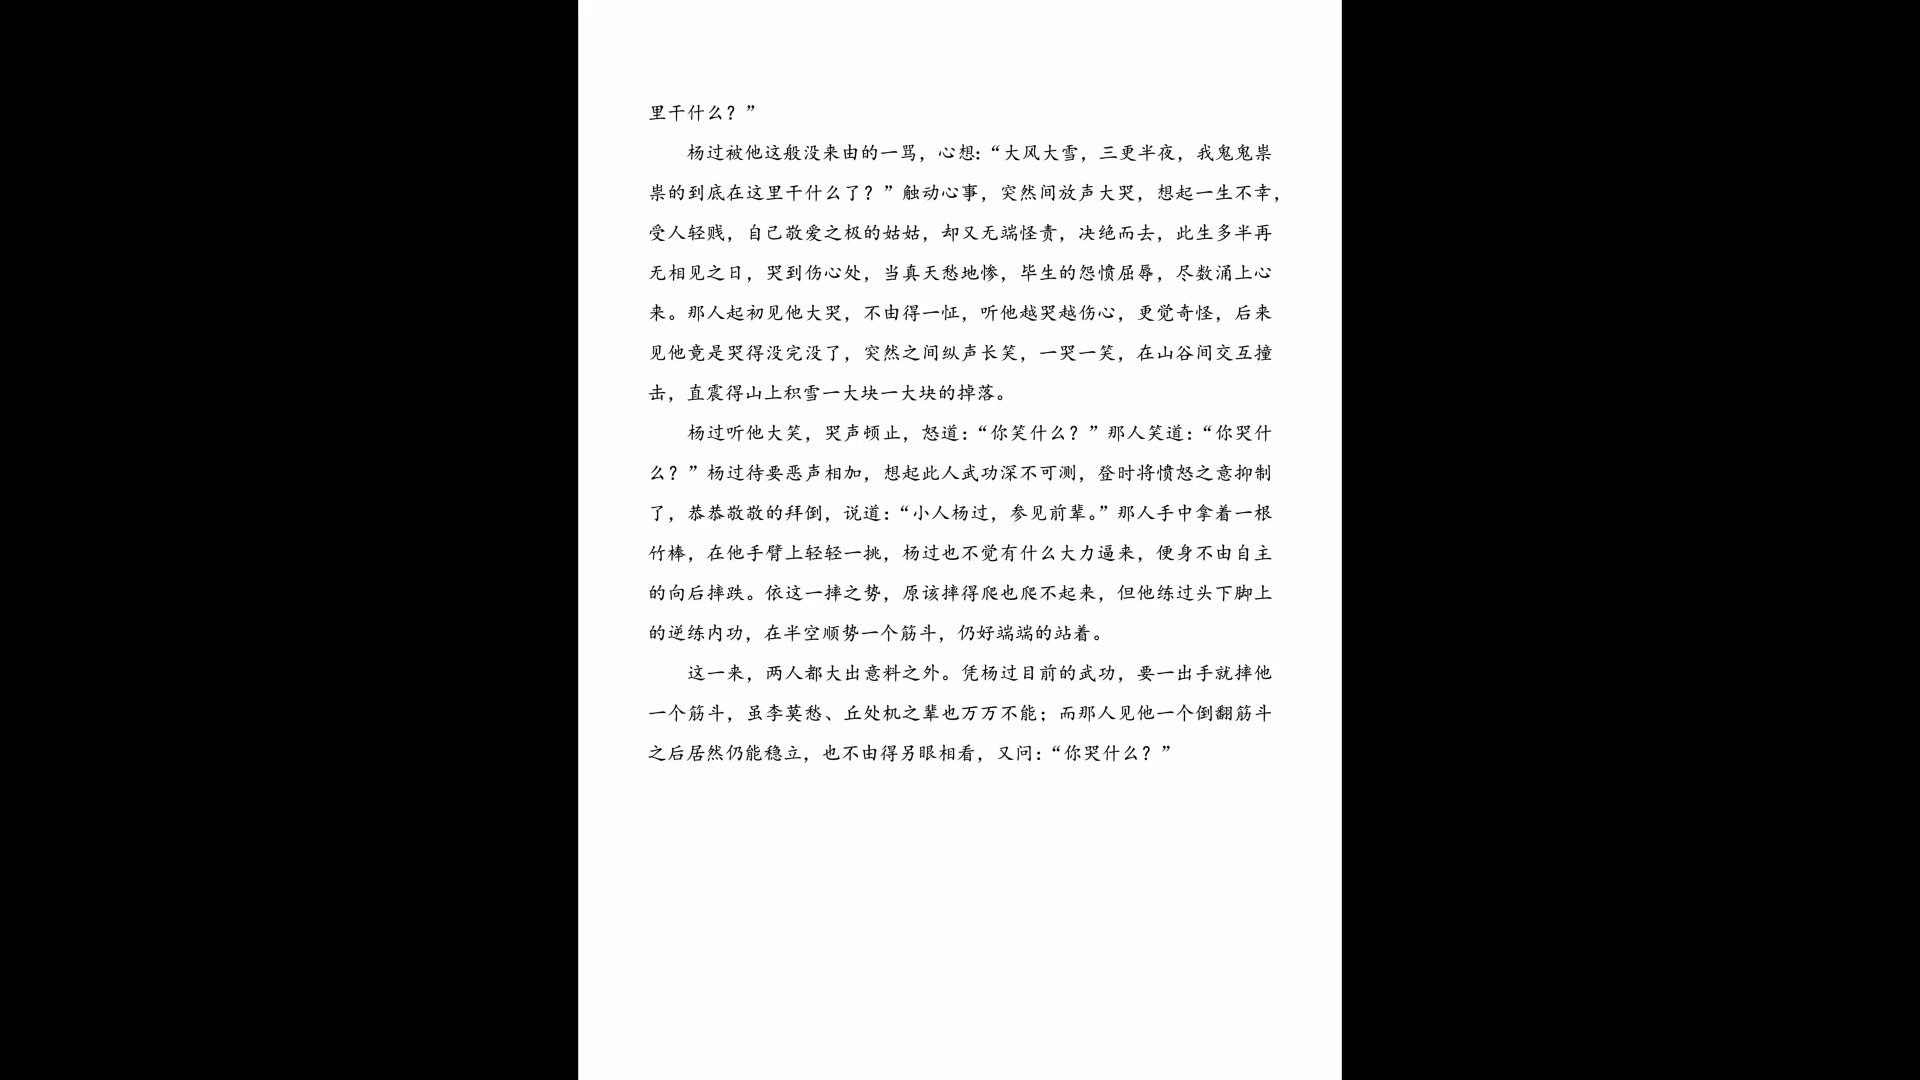 里干什么？”
杨过被他这般没来由的一骂，心想：“大风大雪，三更半夜，我鬼鬼祟
祟的到底在这里干什么了？”触动心事，突然间放声大哭，想起一生不幸，
受人轻贱，自己敬爱之极的姑姑，却又无端怪责，决绝而去，此生多半再
无相见之日，哭到伤心处，当真天愁地惨，毕生的怨愤屈辱，尽数涌上心
来。那人起初见他大哭，不由得一怔，听他越哭越伤心，更觉奇怪，后来
见他竟是哭得没完没了，突然之间纵声长笑，一哭一笑，在山谷间交互撞
击，直震得山上积雪一大块一大块的掉落。
杨过听他大笑，哭声顿止，怒道：“你笑什么？”那人笑道：“你哭什
么？”杨过待要恶声相加，想起此人武功深不可测，登时将愤怒之意抑制
了，恭恭敬敬的拜倒，说道：“小人杨过，参见前辈。”那人手中拿着一根
竹棒，在他手臂上轻轻一挑，杨过也不觉有什么大力逼来，便身不由自主
的向后摔跌。依这一摔之势，原该摔得爬也爬不起来，但他练过头下脚上
的逆练内功，在半空顺势一个筋斗，仍好端端的站着。
这一来，两人都大出意料之外。凭杨过目前的武功，要一出手就摔他
一个筋斗，虽李莫愁、丘处机之辈也万万不能；而那人见他一个倒翻筋斗
之后居然仍能稳立，也不由得另眼相看，又问：“你哭什么？”